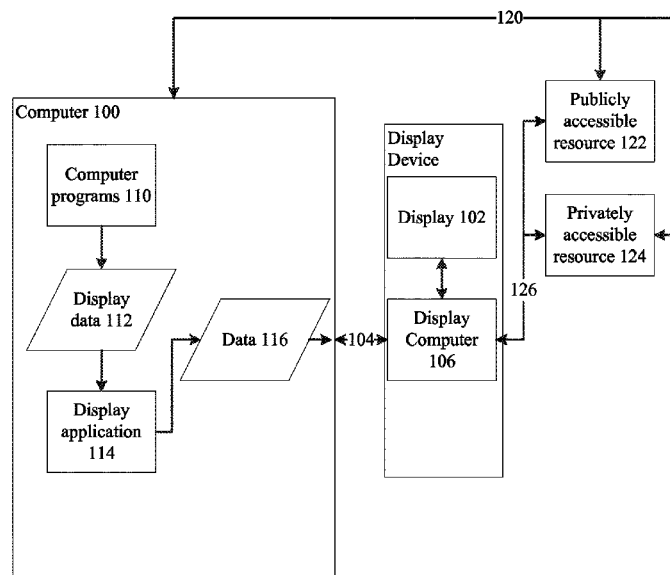 120
Computer 100
Computer
programs 110
Display
data 112
Display
application
114
Data 116
104
Display
Device
Display 102
Display
Computer
106
126
Publicly
accessible
resource 122
Privately
accessible
resource 124